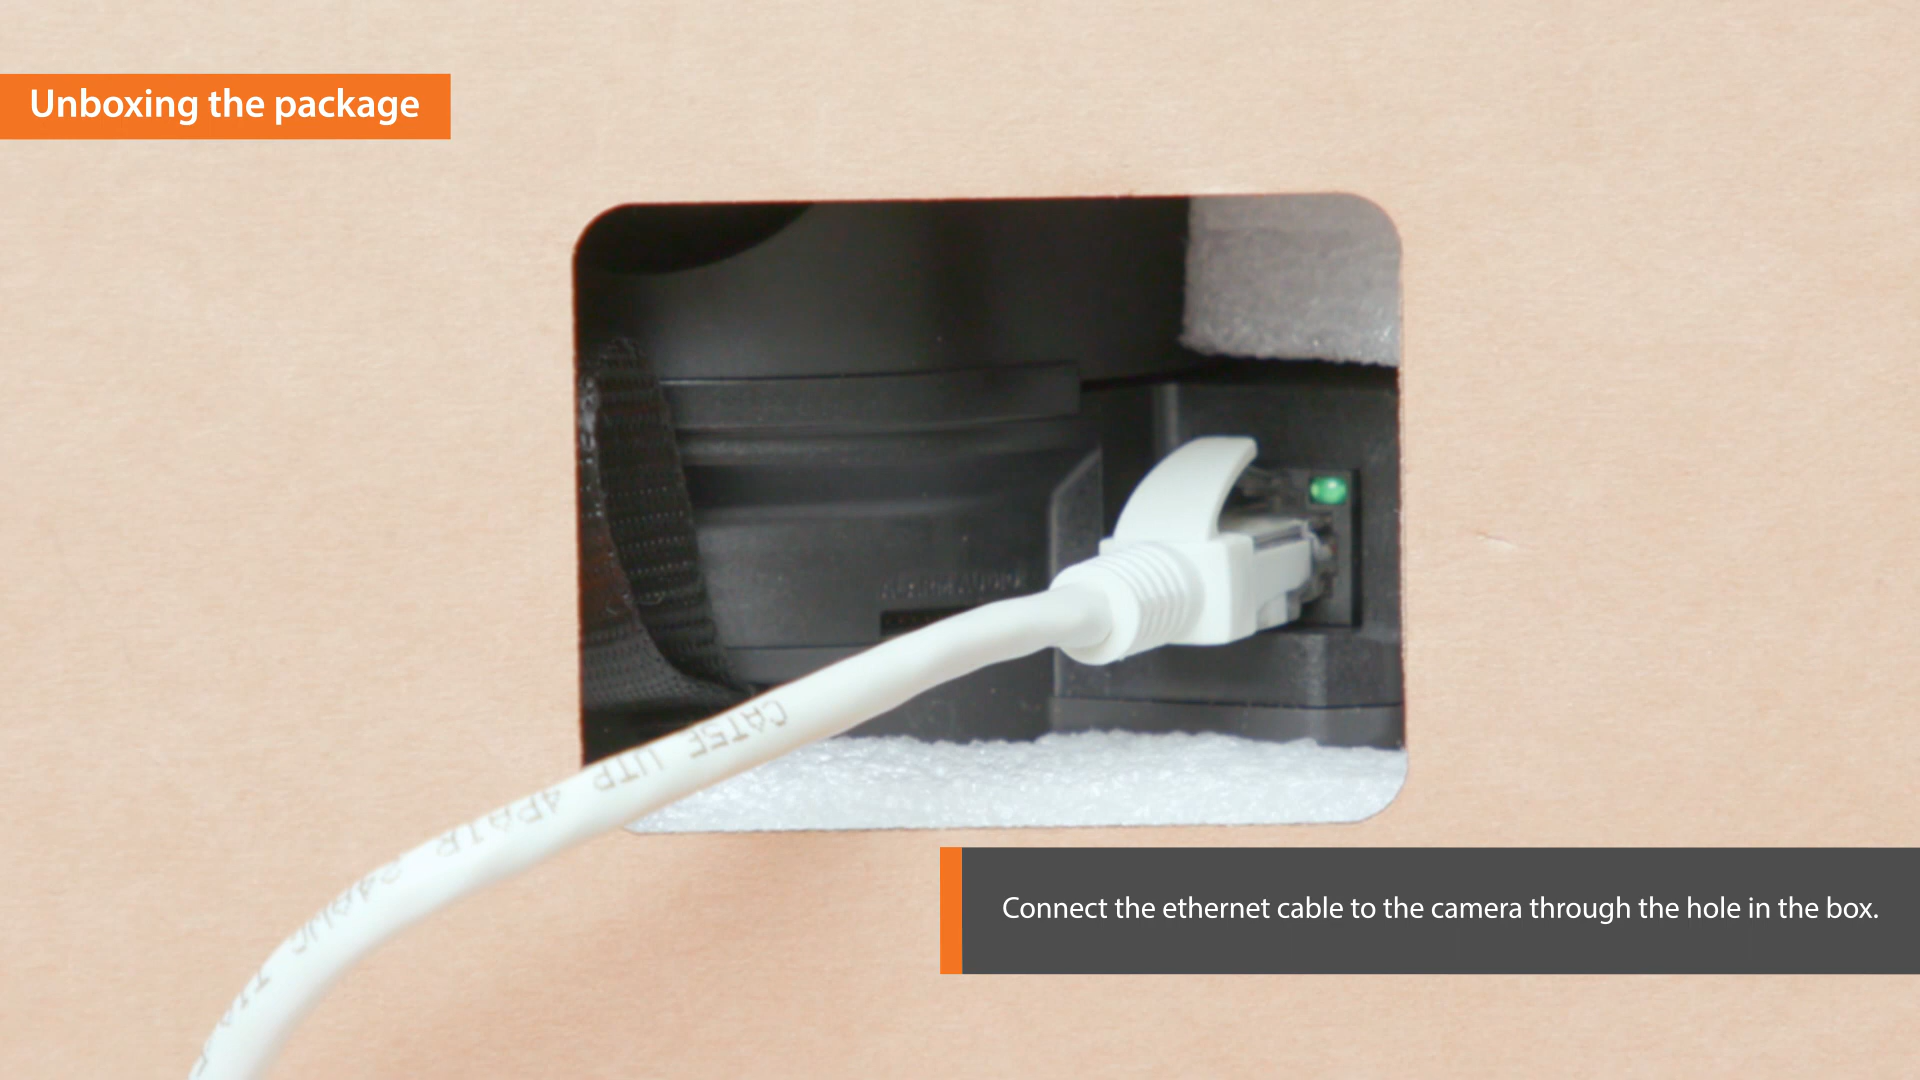 Unboxing the package
CAT5E UTP 4PAIR 24AWG
Connect the ethernet cable to the camera through the hole in the box.